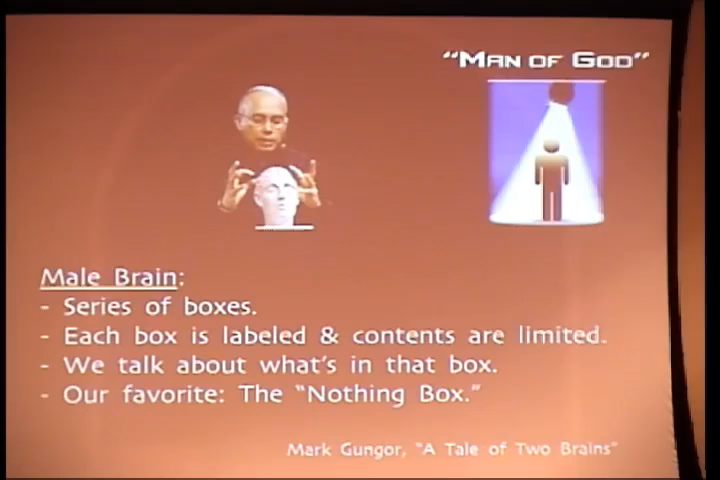 "MAN OF GOD"
Male Brain:
- Series of boxes.
- Each box is labeled & contents are limited.
- We talk about what's in that box.
- Our favorite: The "Nothing Box."
Mark Gungor, "A Tale of Two Brains"